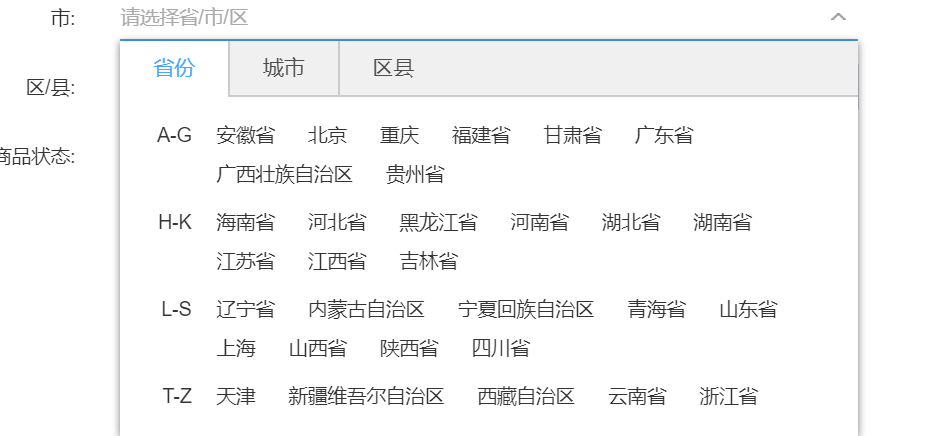 市: 请选择省/市/区
省份 城市 区县
区/县:
A-G 安徽省 北京 重庆 福建省 甘肃省 广东省
商品状态:
广西壮族自治区 贵州省
H-K 海南省 河北省 黑龙江省 河南省 湖北省 湖南省
江苏省 江西省 吉林省
L-S 辽宁省 内蒙古自治区 宁夏回族自治区 青海省 山东省
上海 山西省 陕西省 四川省
T-Z 天津 新疆维吾尔自治区 西藏自治区 云南省 浙江省